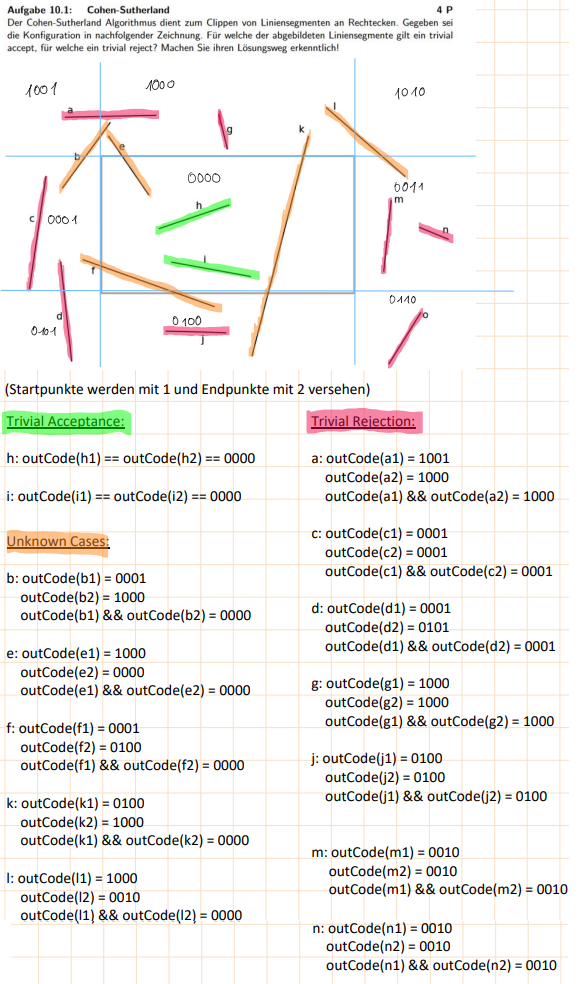 Aufgabe 10.1: Cohen-Sutherland 4 P
Der Cohen-Sutherland Algorithmus dient zum Clippen von Liniensegmenten an Rechtecken. Gegeben sei
die Konfiguration in nachfolgender Zeichnung. Für welche der abgebildeten Liniensegmente gilt ein trivial
accept, für welche ein trivial reject? Machen Sie ihren Lösungsweg erkenntlich!
1001 1000 1010
a
l
g
k
b
e
0000
0011
m
h
c 0001
n
i
f
0110
d
0100
o
0101
j
(Startpunkte werden mit 1 und Endpunkte mit 2 versehen)
Trivial Acceptance:
h: outCode(h1) == outCode(h2) == 0000
i: outCode(i1) == outCode(i2) == 0000
Unknown Cases:
b: outCode(b1) = 0001
outCode(b2) = 1000
outCode(b1) && outCode(b2) = 0000
e: outCode(e1) = 1000
outCode(e2) = 0000
outCode(e1) && outCode(e2) = 0000
f: outCode(f1) = 0001
outCode(f2) = 0100
outCode(f1) && outCode(f2) = 0000
k: outCode(k1) = 0100
outCode(k2) = 1000
outCode(k1) && outCode(k2) = 0000
l: outCode(l1) = 1000
outCode(l2) = 0010
outCode(l1) && outCode(l2) = 0000
Trivial Rejection:
a: outCode(a1) = 1001
outCode(a2) = 1000
outCode(a1) && outCode(a2) = 1000
c: outCode(c1) = 0001
outCode(c2) = 0001
outCode(c1) && outCode(c2) = 0001
d: outCode(d1) = 0001
outCode(d2) = 0101
outCode(d1) && outCode(d2) = 0001
g: outCode(g1) = 1000
outCode(g2) = 1000
outCode(g1) && outCode(g2) = 1000
j: outCode(j1) = 0100
outCode(j2) = 0100
outCode(j1) && outCode(j2) = 0100
m: outCode(m1) = 0010
outCode(m2) = 0010
outCode(m1) && outCode(m2) = 0010
n: outCode(n1) = 0010
outCode(n2) = 0010
outCode(n1) && outCode(n2) = 0010